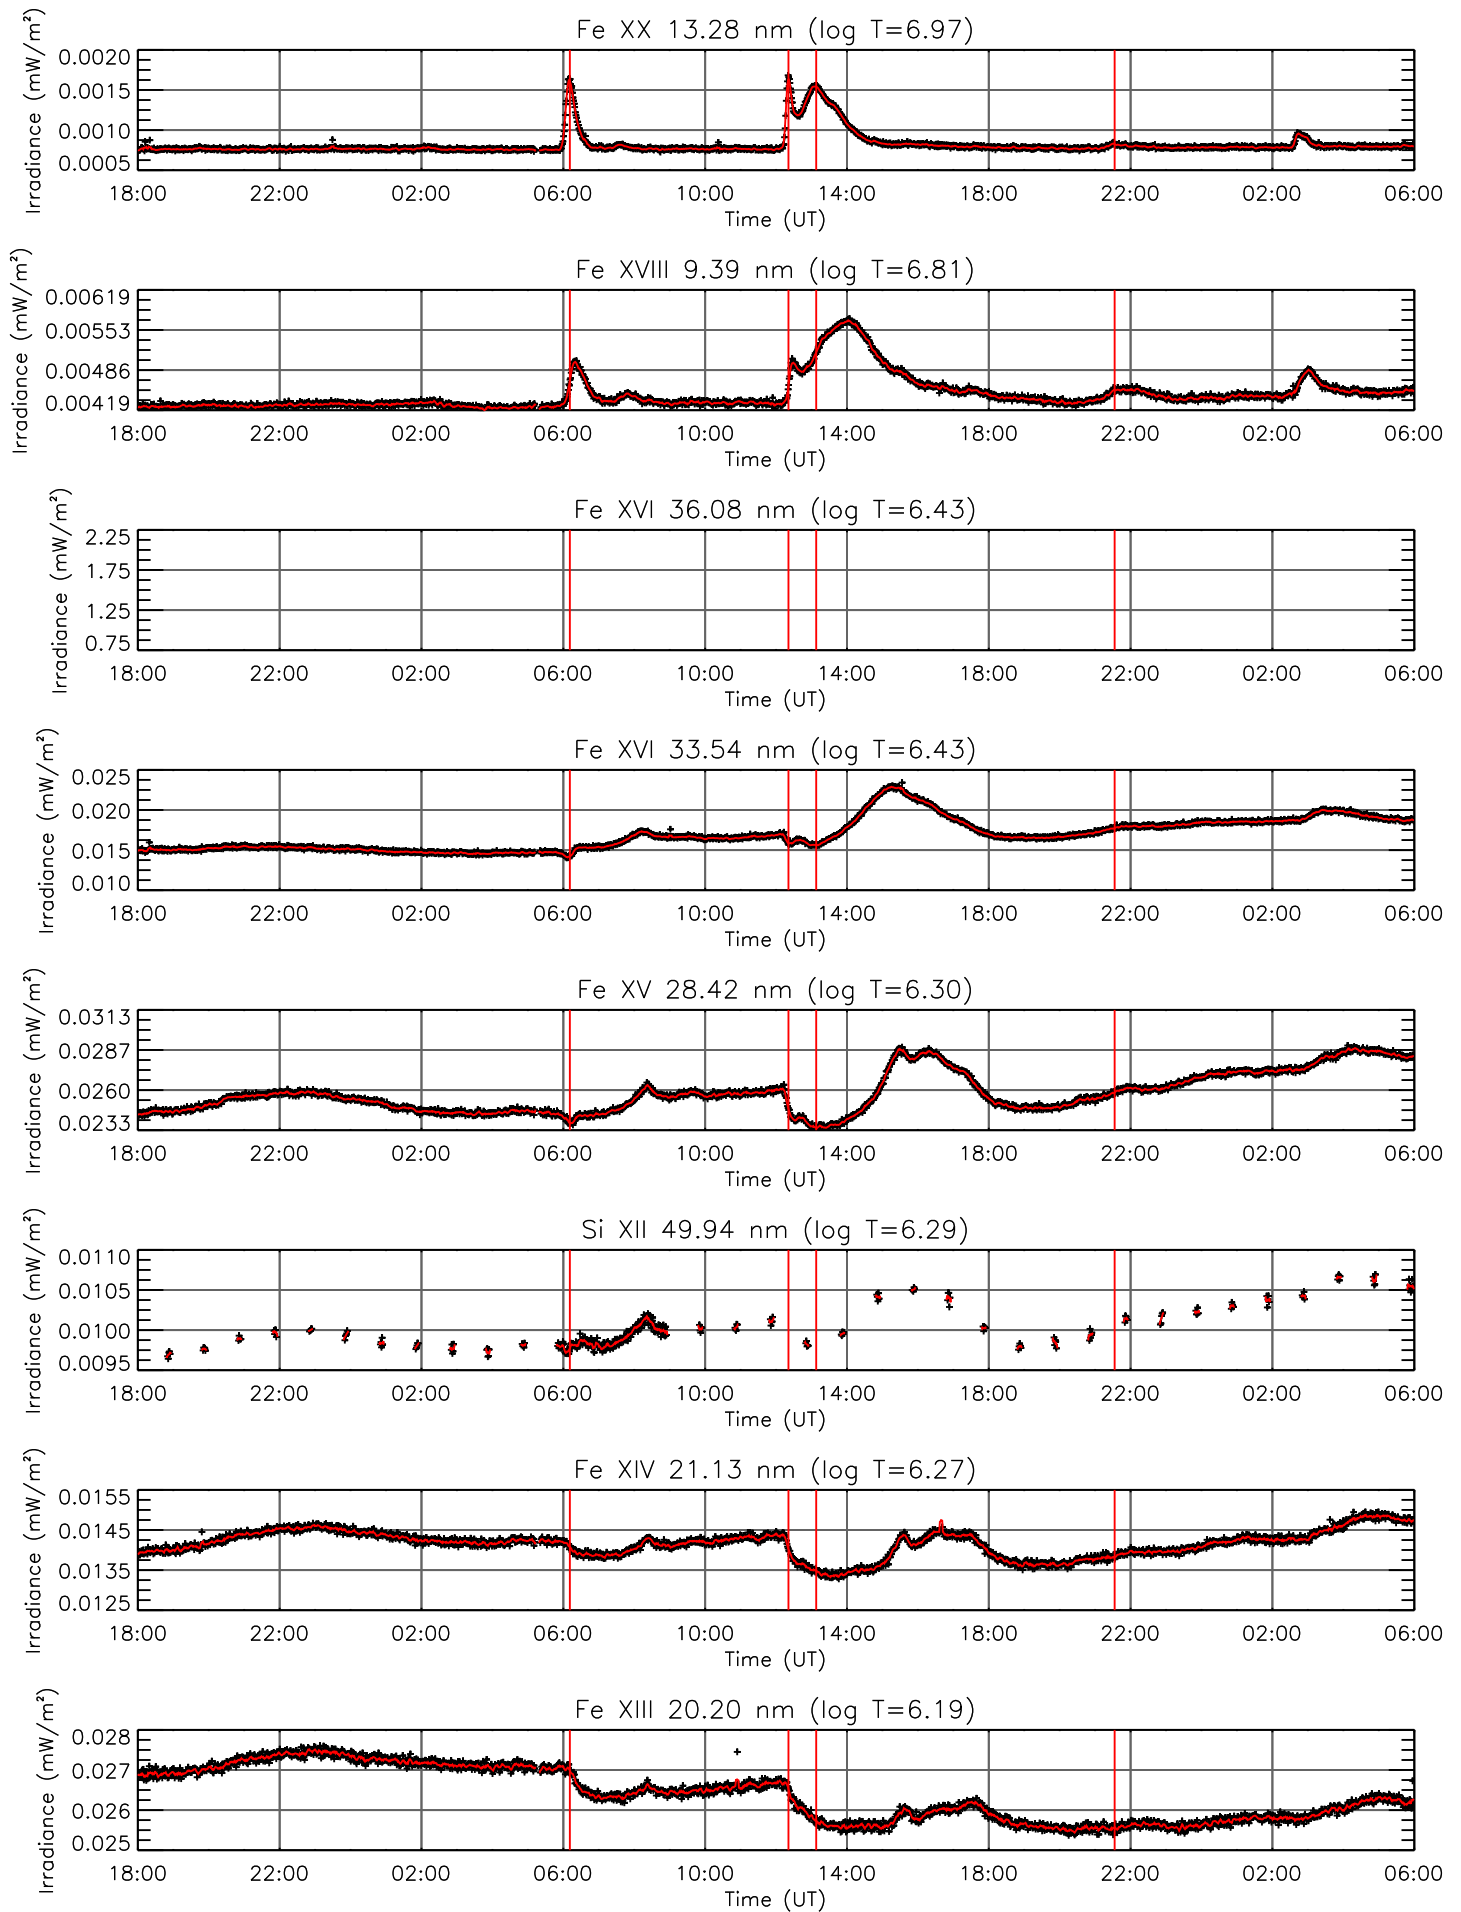 Fe XX 13.28 nm (log T=6.97)
Irradiance (mW/m²)
0.0020
0.0015
0.0010
0.0005
18:00 22:00 02:00 06:00 10:00 14:00 18:00 22:00 02:00 06:00
Time (UT)
Fe XVIII 9.39 nm (log T=6.81)
Irradiance (mW/m²)
0.00619
0.00553
0.00486
0.00419
18:00 22:00 02:00 06:00 10:00 14:00 18:00 22:00 02:00 06:00
Time (UT)
Fe XVI 36.08 nm (log T=6.43)
Irradiance (mW/m²)
2.25
1.75
1.25
0.75
18:00 22:00 02:00 06:00 10:00 14:00 18:00 22:00 02:00 06:00
Time (UT)
Fe XVI 33.54 nm (log T=6.43)
Irradiance (mW/m²)
0.025
0.020
0.015
0.010
18:00 22:00 02:00 06:00 10:00 14:00 18:00 22:00 02:00 06:00
Time (UT)
Fe XV 28.42 nm (log T=6.30)
Irradiance (mW/m²)
0.0313
0.0287
0.0260
0.0233
18:00 22:00 02:00 06:00 10:00 14:00 18:00 22:00 02:00 06:00
Time (UT)
Si XII 49.94 nm (log T=6.29)
Irradiance (mW/m²)
0.0110
0.0105
0.0100
0.0095
18:00 22:00 02:00 06:00 10:00 14:00 18:00 22:00 02:00 06:00
Time (UT)
Fe XIV 21.13 nm (log T=6.27)
Irradiance (mW/m²)
0.0155
0.0145
0.0135
0.0125
18:00 22:00 02:00 06:00 10:00 14:00 18:00 22:00 02:00 06:00
Time (UT)
Fe XIII 20.20 nm (log T=6.19)
Irradiance (mW/m²)
0.028
0.027
0.026
0.025
18:00 22:00 02:00 06:00 10:00 14:00 18:00 22:00 02:00 06:00
Time (UT)